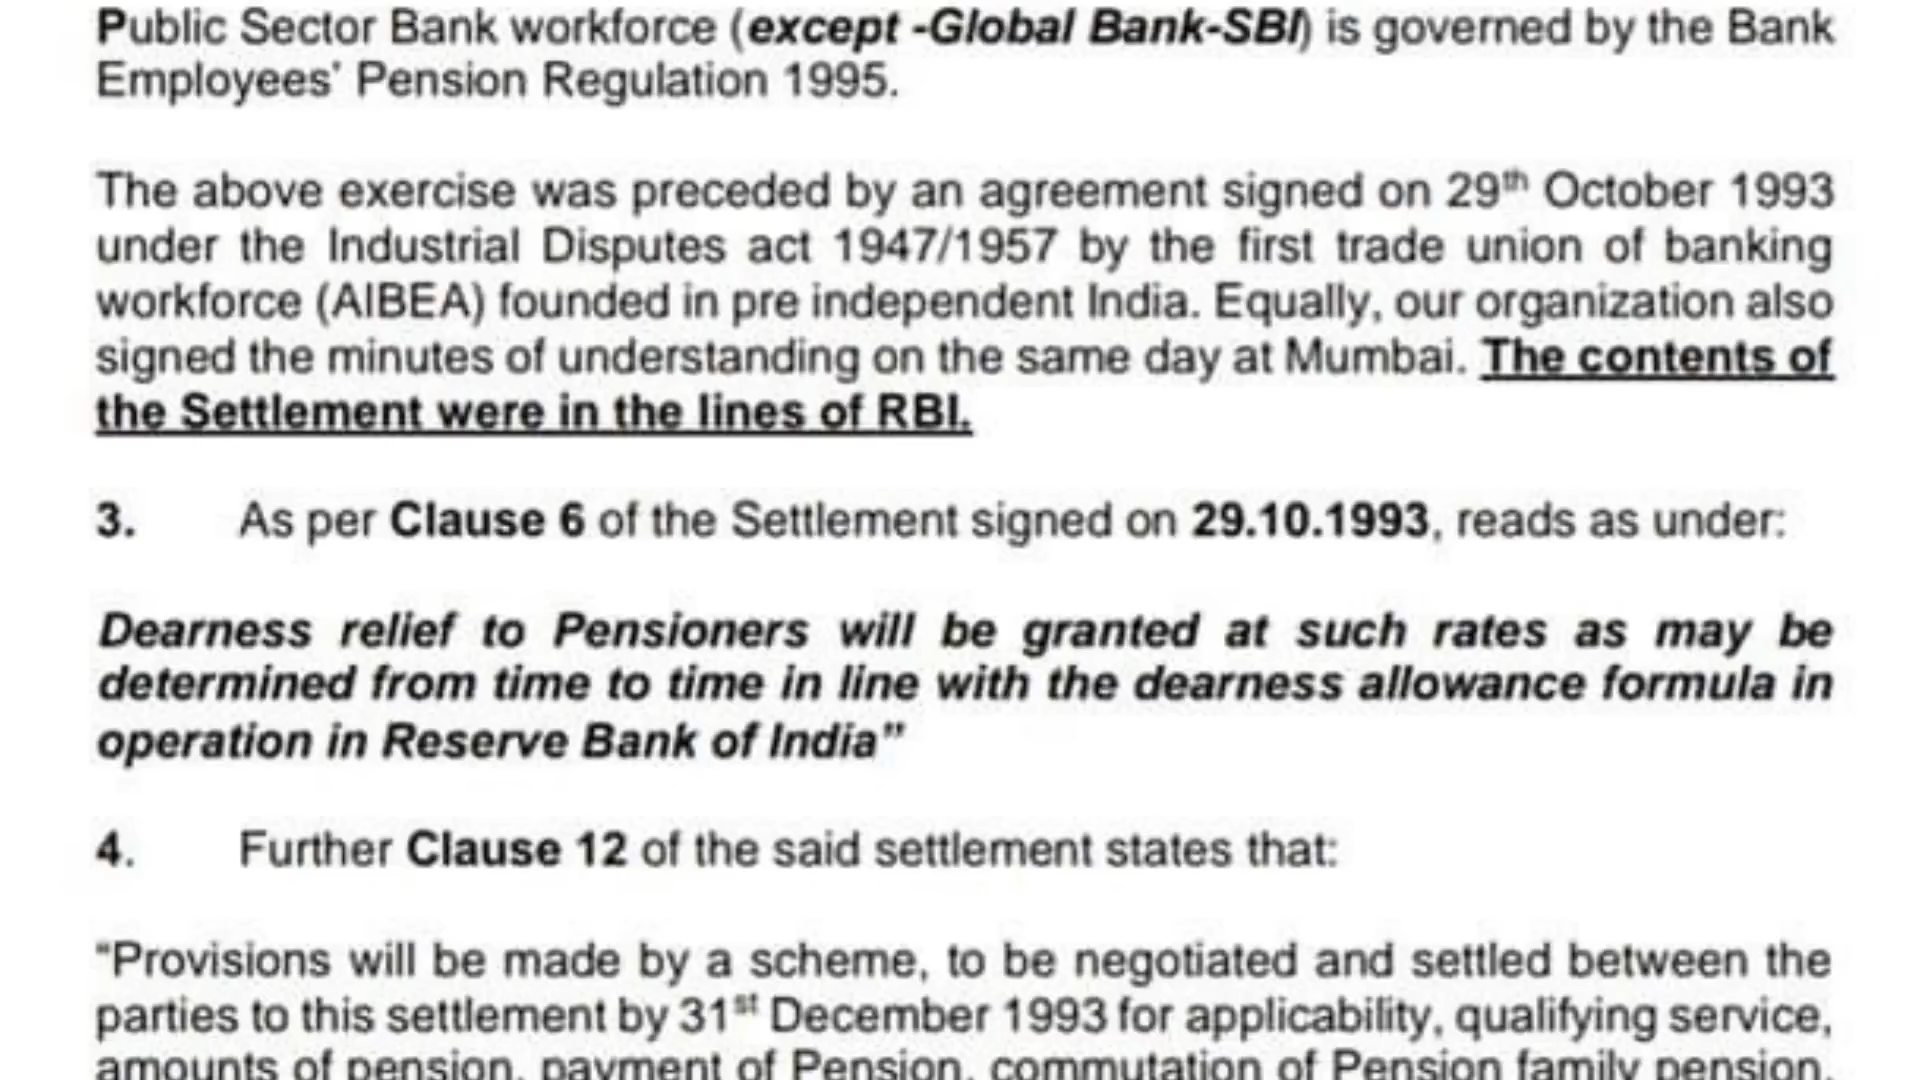 Public Sector Bank workforce (except -Global Bank-SBI) is governed by the Bank
Employees' Pension Regulation 1995.
The above exercise was preceded by an agreement signed on 29th October 1993
under the Industrial Disputes act 1947/1957 by the first trade union of banking
workforce (AIBEA) founded in pre independent India. Equally, our organization also
signed the minutes of understanding on the same day at Mumbai. The contents of
the Settlement were in the lines of RBI.
3. As per Clause 6 of the Settlement signed on 29.10.1993, reads as under:
Dearness relief to Pensioners will be granted at such rates as may be
determined from time to time in line with the dearness allowance formula in
operation in Reserve Bank of India”
4. Further Clause 12 of the said settlement states that:
“Provisions will be made by a scheme, to be negotiated and settled between the
parties to this settlement by 31st December 1993 for applicability, qualifying service,
amounts of pension, payment of Pension, commutation of Pension family pension,